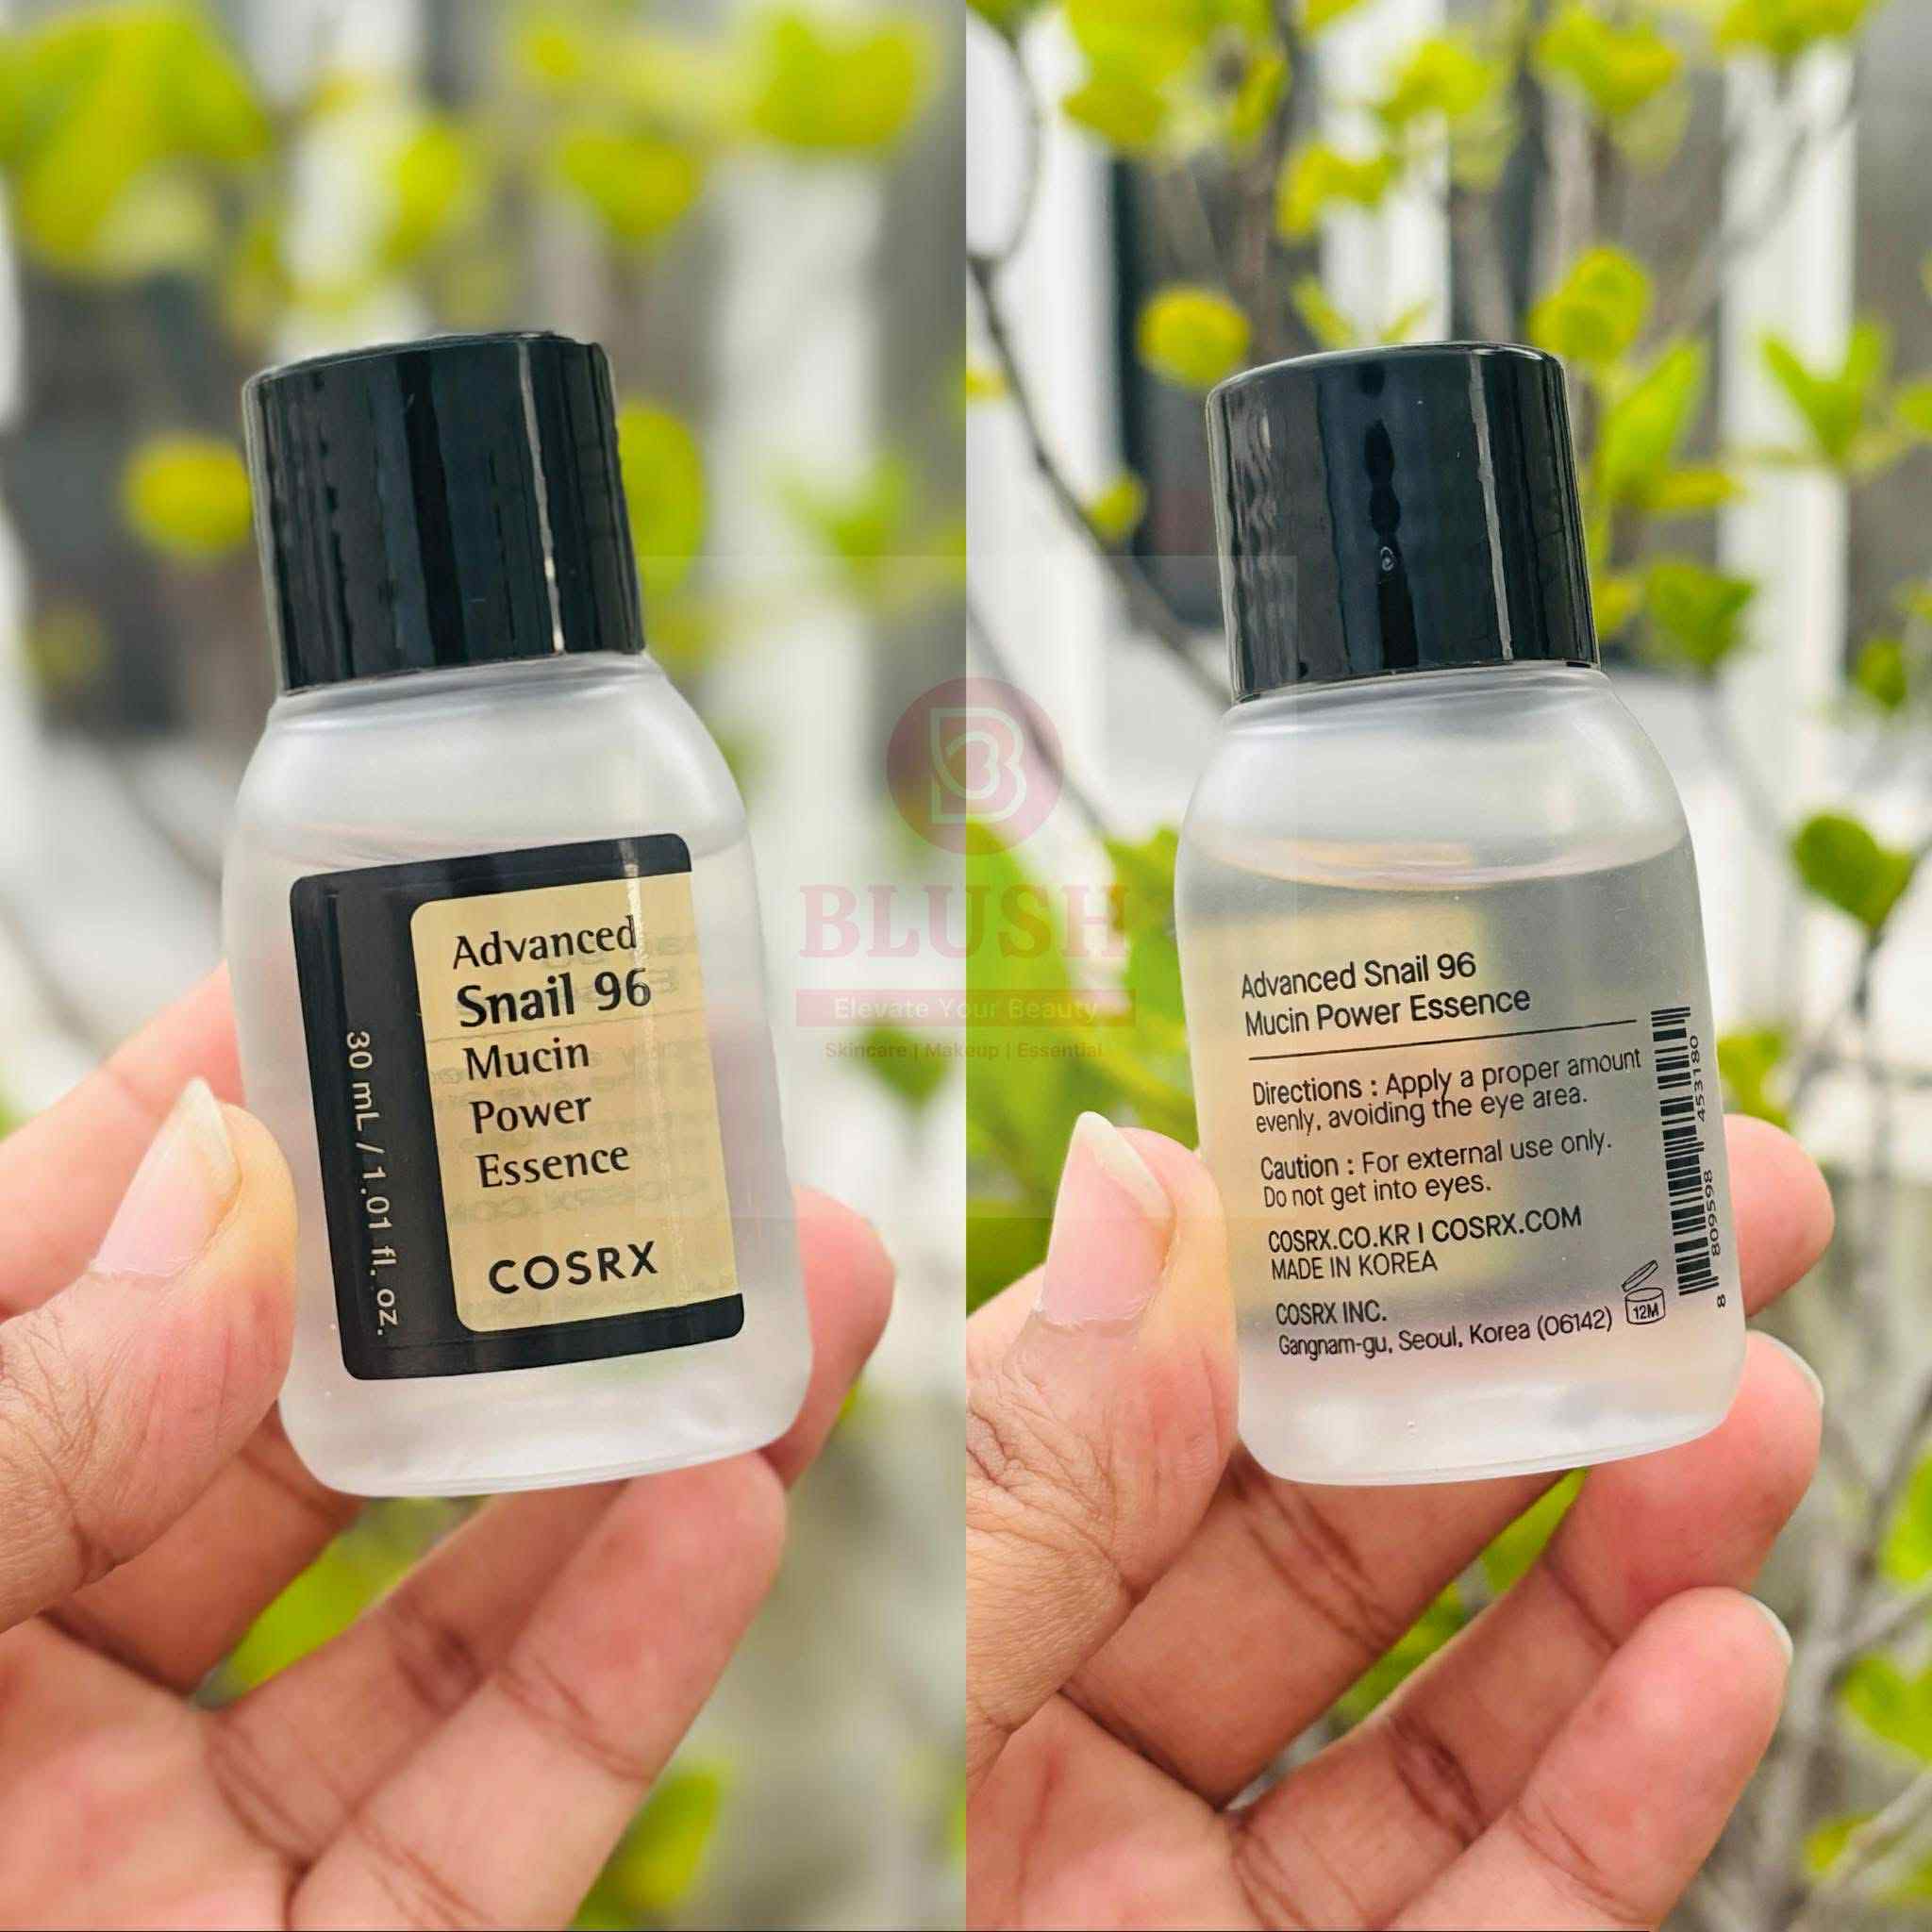 Advanced
Snail 96
Mucin
Power
Essence
COSRX
30 mL / 1.01 fl. oz.
BLUSH
Elevate Your Beauty
Skincare | Makeup | Essential
Advanced Snail 96
Mucin Power Essence
Directions : Apply a proper amount
evenly, avoiding the eye area.
Caution : For external use only.
Do not get into eyes.
COSRX.CO.KR I COSRX.COM
MADE IN KOREA
COSRX INC.
Gangnam-gu, Seoul, Korea (06142)
12M
8 809598 453180